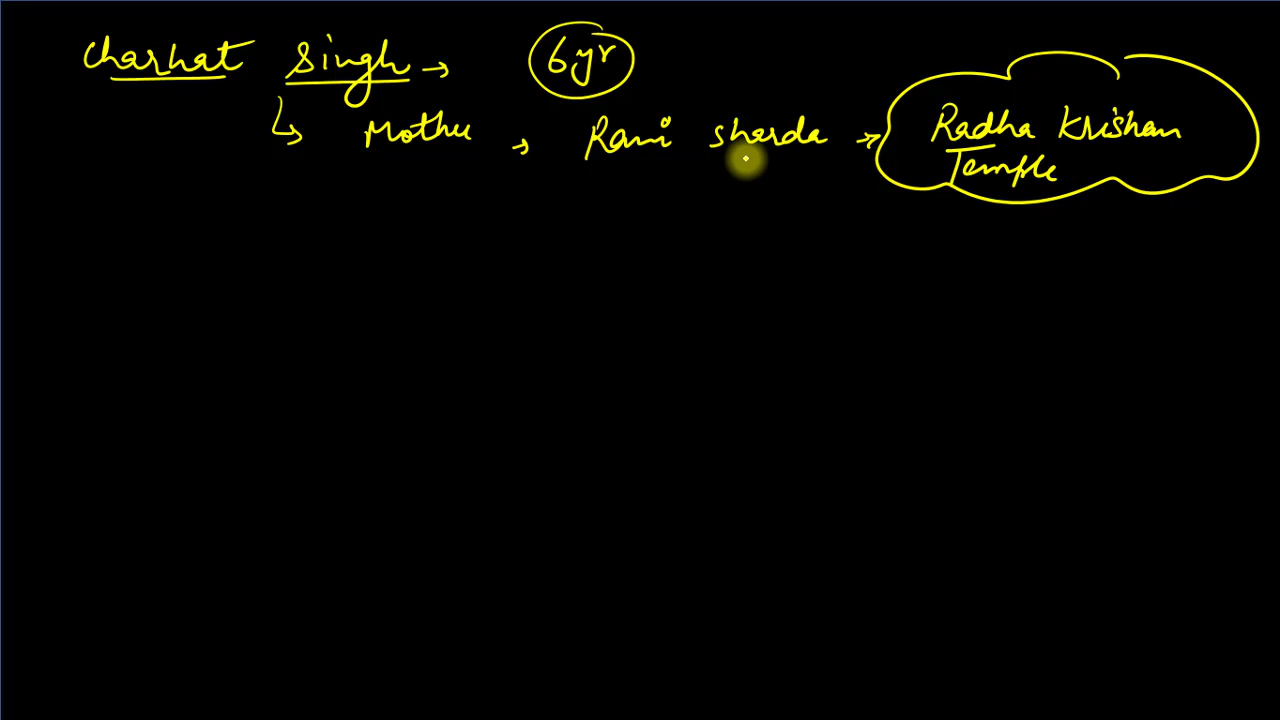 Charhat Singh → 6yr
↳ Mother → Rani Sharda → Radha Krishan
Temple